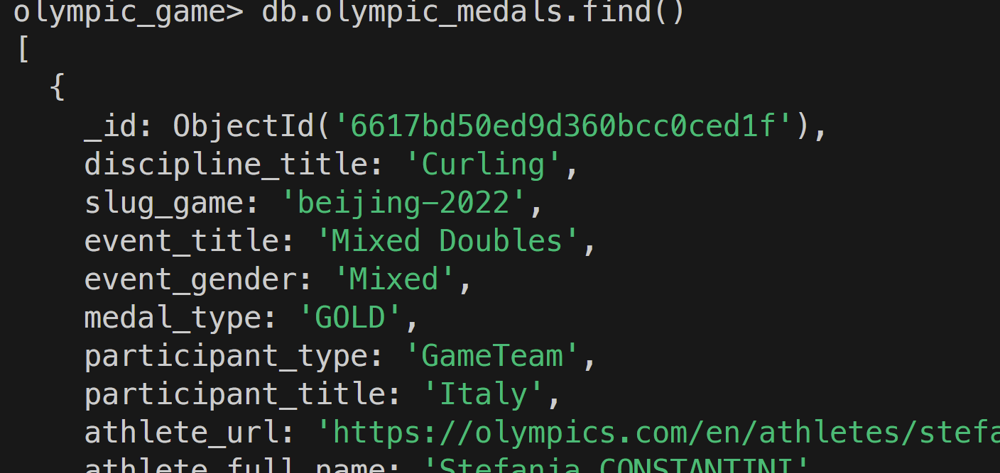 olympic_game> db.olympic_medals.find()
[
{
_id: ObjectId('6617bd50ed9d360bcc0ced1f'),
discipline_title: 'Curling',
slug_game: 'beijing-2022',
event_title: 'Mixed Doubles',
event_gender: 'Mixed',
medal_type: 'GOLD',
participant_type: 'GameTeam',
participant_title: 'Italy',
athlete_url: 'https://olympics.com/en/athletes/stefa
athlete_full_name: 'Stefania CONSTANTINI'